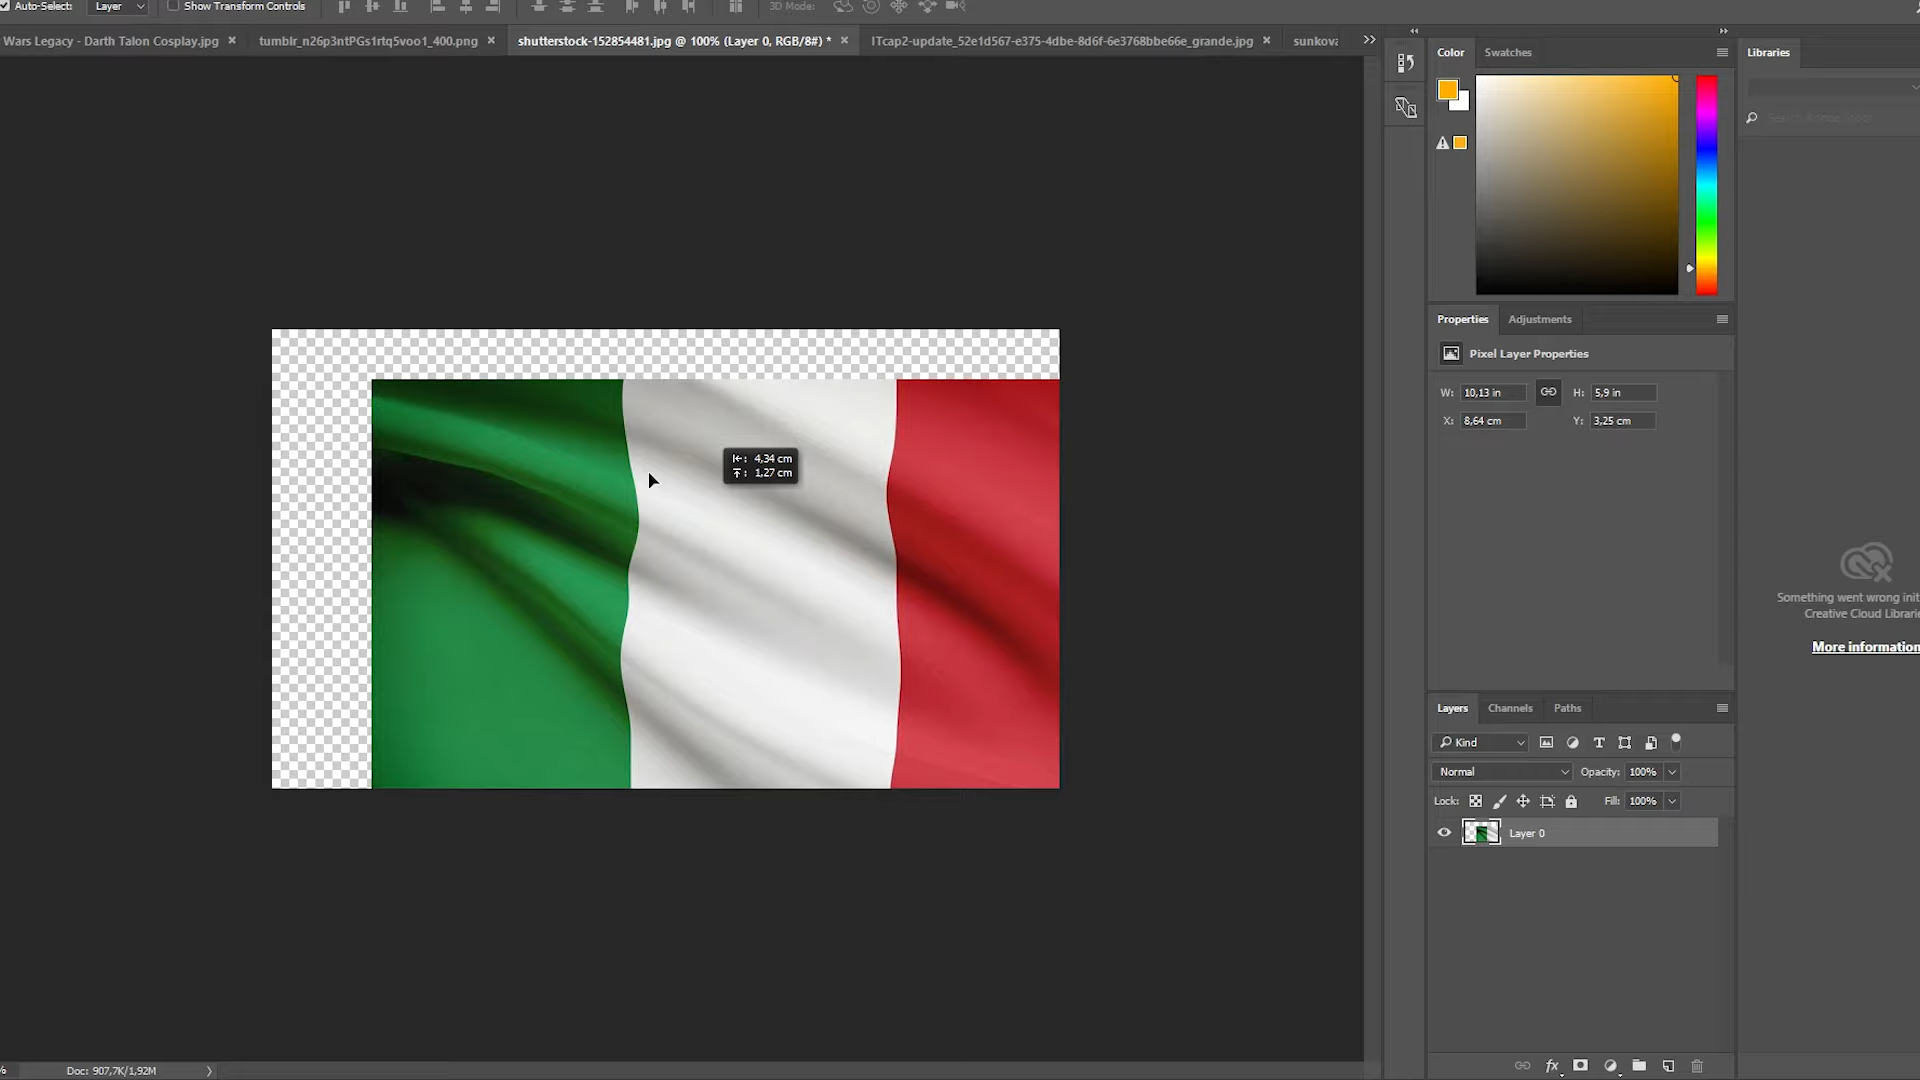 Auto-Select: Layer Show Transform Controls 3D Mode:
Wars Legacy - Darth Talon Cosplay.jpg × tumblr_n26p3ntPGs1rtq5voo1_400.png × shutterstock-152854481.jpg @ 100% (Layer 0, RGB/8#) * × ITcap2-update_52e1d567-e375-4dbe-8d6f-6e3768bbe66e_grande.jpg × sunkova
Color Swatches
Libraries
Properties Adjustments
Pixel Layer Properties
W: 10,13 in H: 5,9 in
X: 8,64 cm Y: 3,25 cm
4,34 cm
1,27 cm
Something went wrong init
Creative Cloud Librari
More information
Layers Channels Paths
Kind
Normal Opacity: 100%
Lock: Fill: 100%
Layer 0
fx
% Doc: 907,7K/1,92M